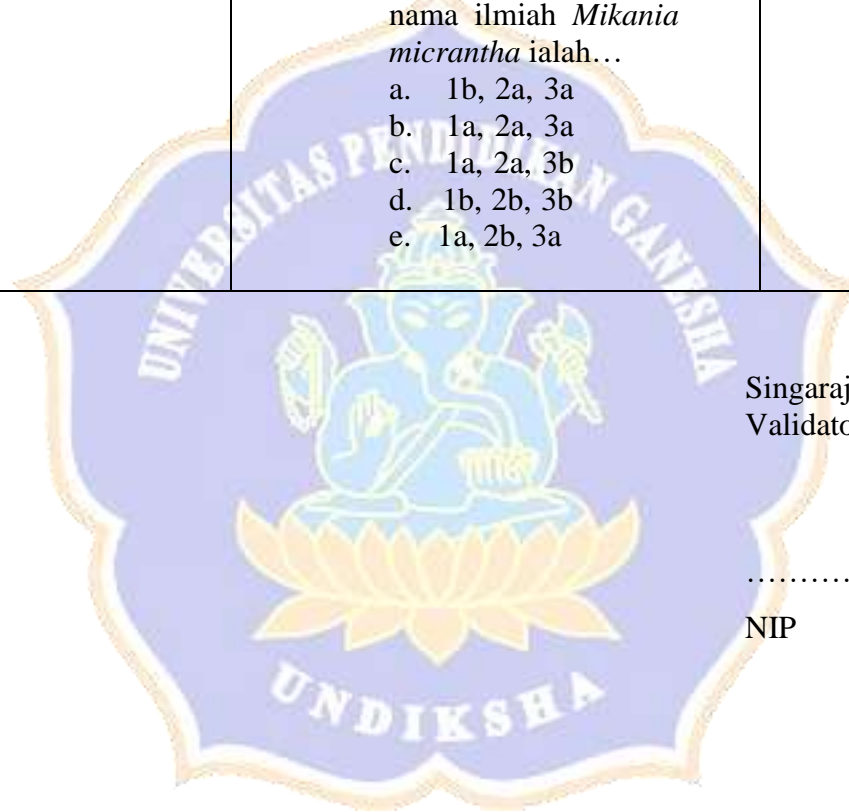 nama ilmiah Mikania
micrantha ialah…
a. 1b, 2a, 3a
b. 1a, 2a, 3a
c. 1a, 2a, 3b
d. 1b, 2b, 3b
e. 1a, 2b, 3a
UNIVERSITAS PENDIDIKAN GANESHA
Singaraj
Validato
……….
NIP
UNDIKSHA